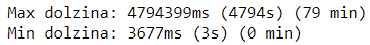 Max dolzina: 4794399ms (4794s) (79 min)
Min dolzina: 3677ms (3s) (0 min)